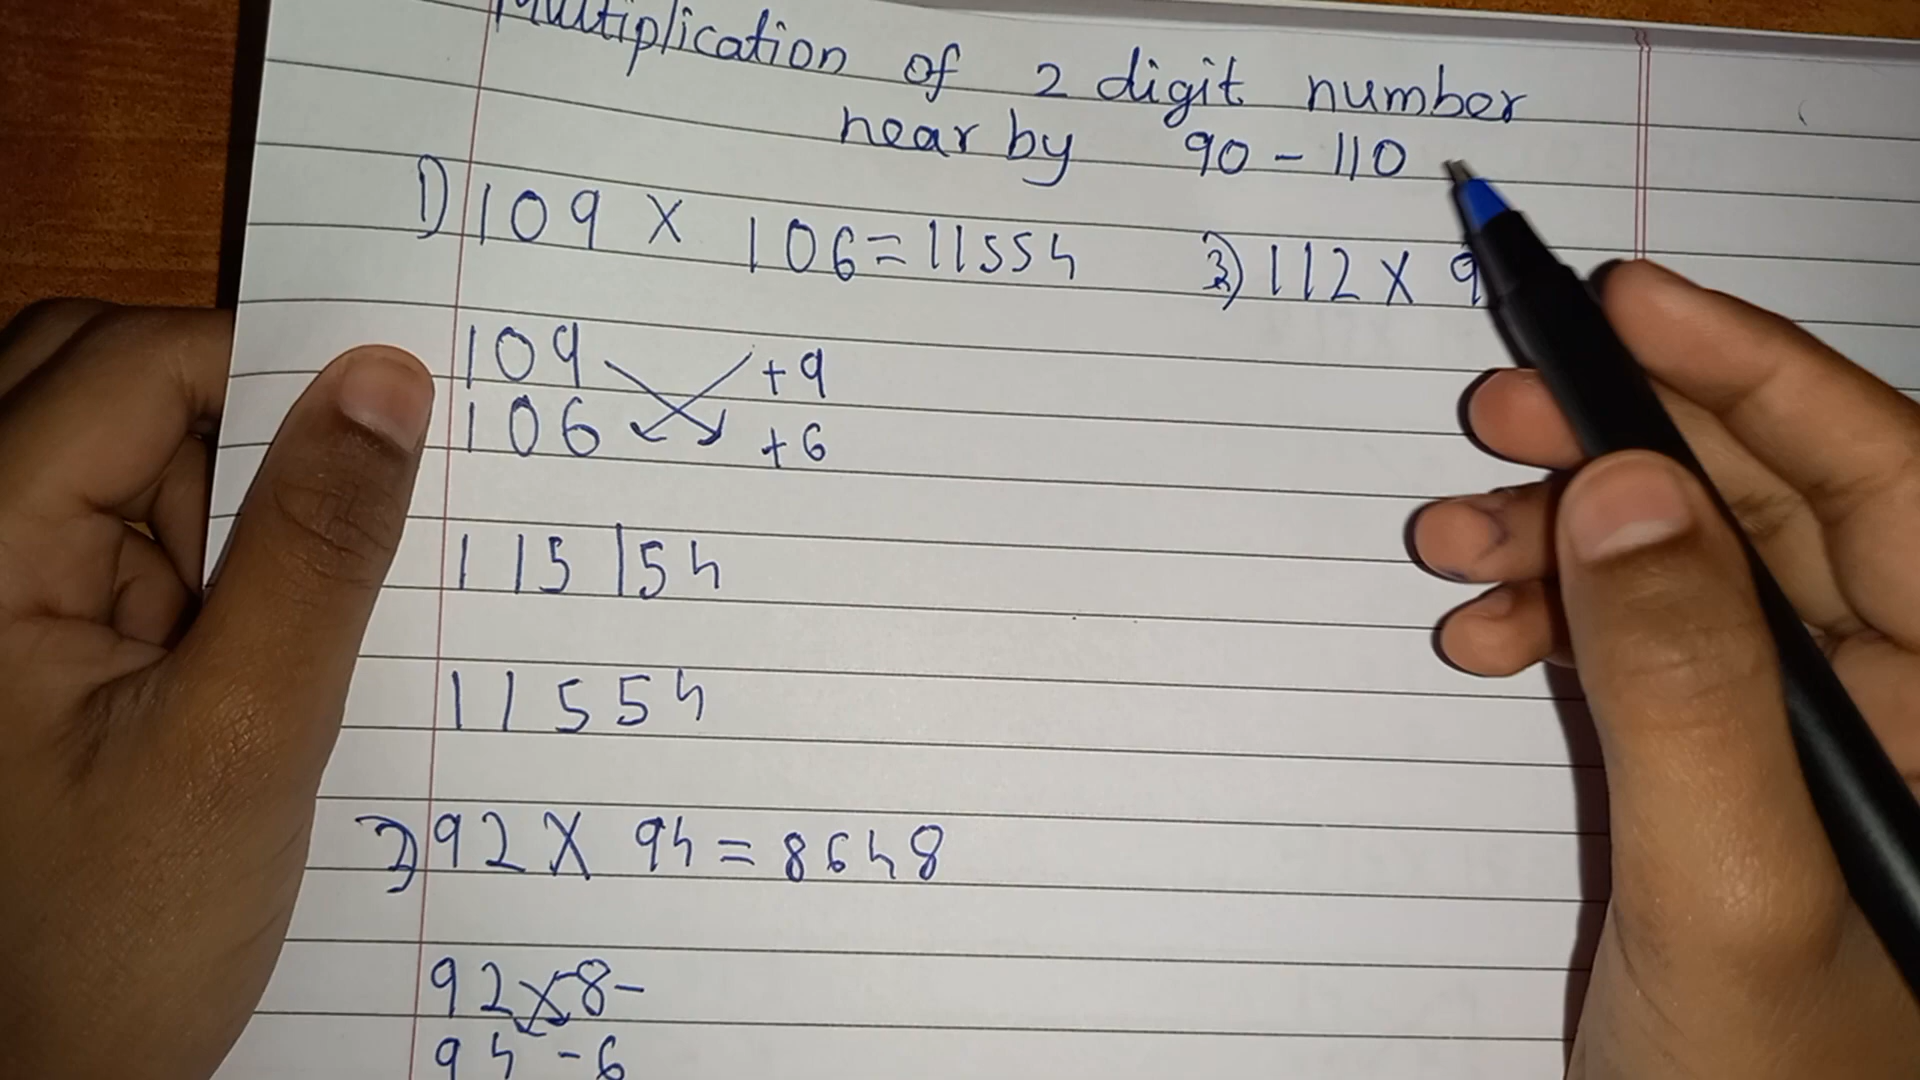 Multiplication of 2 digit number
near by 90 - 110
1) 109 X 106 = 11554
3) 112 X 9
109 +9
106 +6
115 | 54
11554
2) 92 X 94 = 8648
92 8-
94 - 6